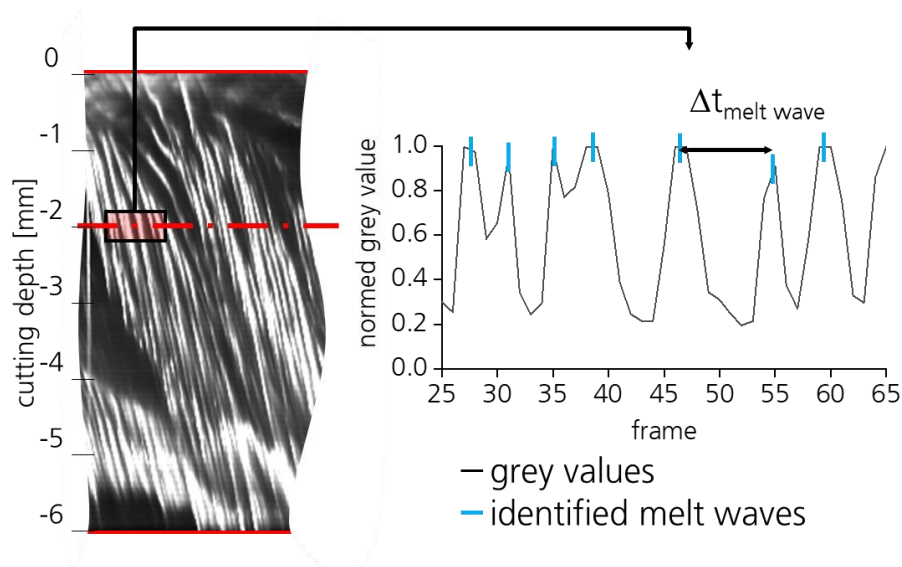 0
-1
-2
-3
-4
-5
-6
cutting depth [mm]
Δt melt wave
normed grey value
1.0
0.8
0.6
0.4
0.2
0.0
25 30 35 40 45 50 55 60 65
frame
grey values
identified melt waves